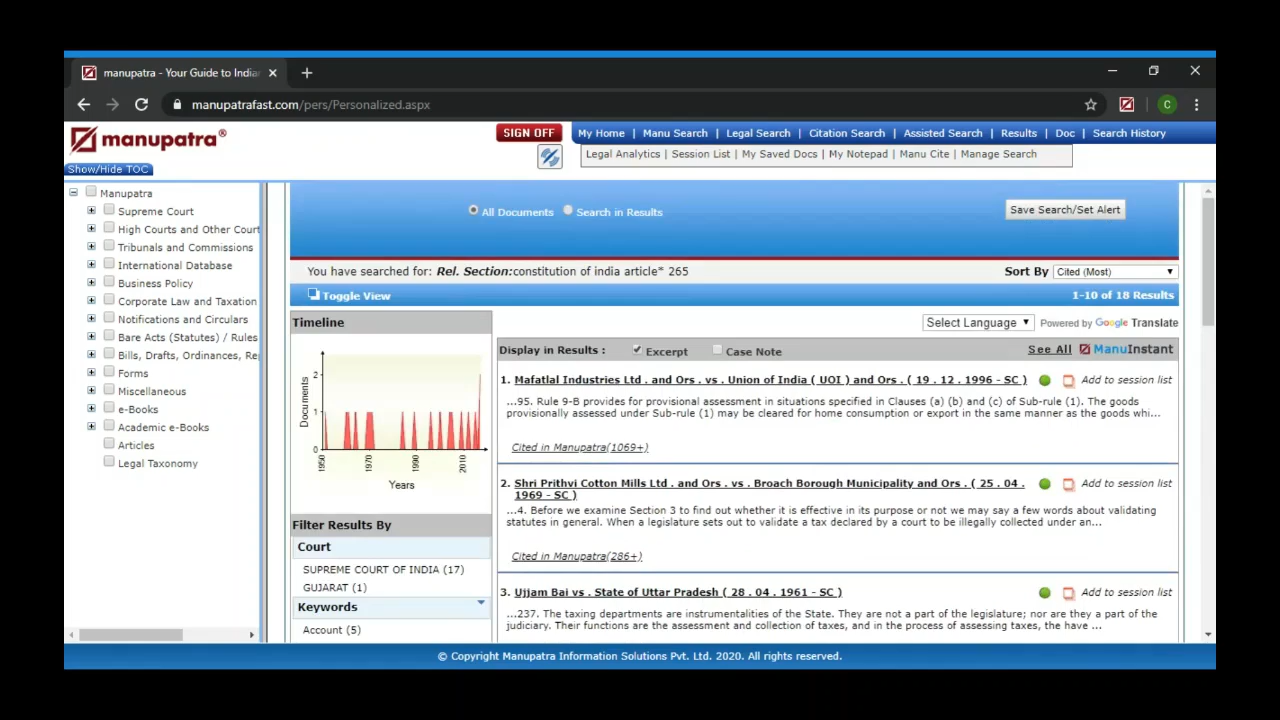 manupatra - Your Guide to India
manupatrafast.com/pers/Personalized.aspx
C
manupatra®
SIGN OFF
My Home | Manu Search | Legal Search | Citation Search | Assisted Search | Results | Doc | Search History
Legal Analytics | Session List | My Saved Docs | My Notepad | Manu Cite | Manage Search
Show/Hide TOC
Manupatra
Supreme Court
High Courts and Other Court
Tribunals and Commissions
International Database
Business Policy
Corporate Law and Taxation
Notifications and Circulars
Bare Acts (Statutes) / Rules
Bills, Drafts, Ordinances, Re
Forms
Miscellaneous
e-Books
Academic e-Books
Articles
Legal Taxonomy
All Documents Search in Results
Save Search/Set Alert
You have searched for: Rel. Section:constitution of india article* 265
Sort By Cited (Most)
Toggle View
1-10 of 18 Results
Timeline
Documents
2
1
0
1950 1970 1990 2010
Years
Filter Results By
Court
SUPREME COURT OF INDIA (17)
GUJARAT (1)
Keywords
Account (5)
Select Language Powered by Google Translate
Display in Results : Excerpt Case Note See All ManuInstant
1. Mafatlal Industries Ltd . and Ors . vs . Union of India ( UOI ) and Ors . ( 19 . 12 . 1996 - SC ) Add to session list
...95. Rule 9-B provides for provisional assessment in situations specified in Clauses (a) (b) and (c) of Sub-rule (1). The goods
provisionally assessed under Sub-rule (1) may be cleared for home consumption or export in the same manner as the goods whi...
Cited in Manupatra(1069+)
2. Shri Prithvi Cotton Mills Ltd . and Ors . vs . Broach Borough Municipality and Ors . ( 25 . 04 . Add to session list
1969 - SC )
...4. Before we examine Section 3 to find out whether it is effective in its purpose or not we may say a few words about validating
statutes in general. When a legislature sets out to validate a tax declared by a court to be illegally collected under an...
Cited in Manupatra(286+)
3. Ujjam Bai vs . State of Uttar Pradesh ( 28 . 04 . 1961 - SC ) Add to session list
...237. The taxing departments are instrumentalities of the State. They are not a part of the legislature; nor are they a part of the
judiciary. Their functions are the assessment and collection of taxes, and in the process of assessing taxes, the have ...
© Copyright Manupatra Information Solutions Pvt. Ltd. 2020. All rights reserved.